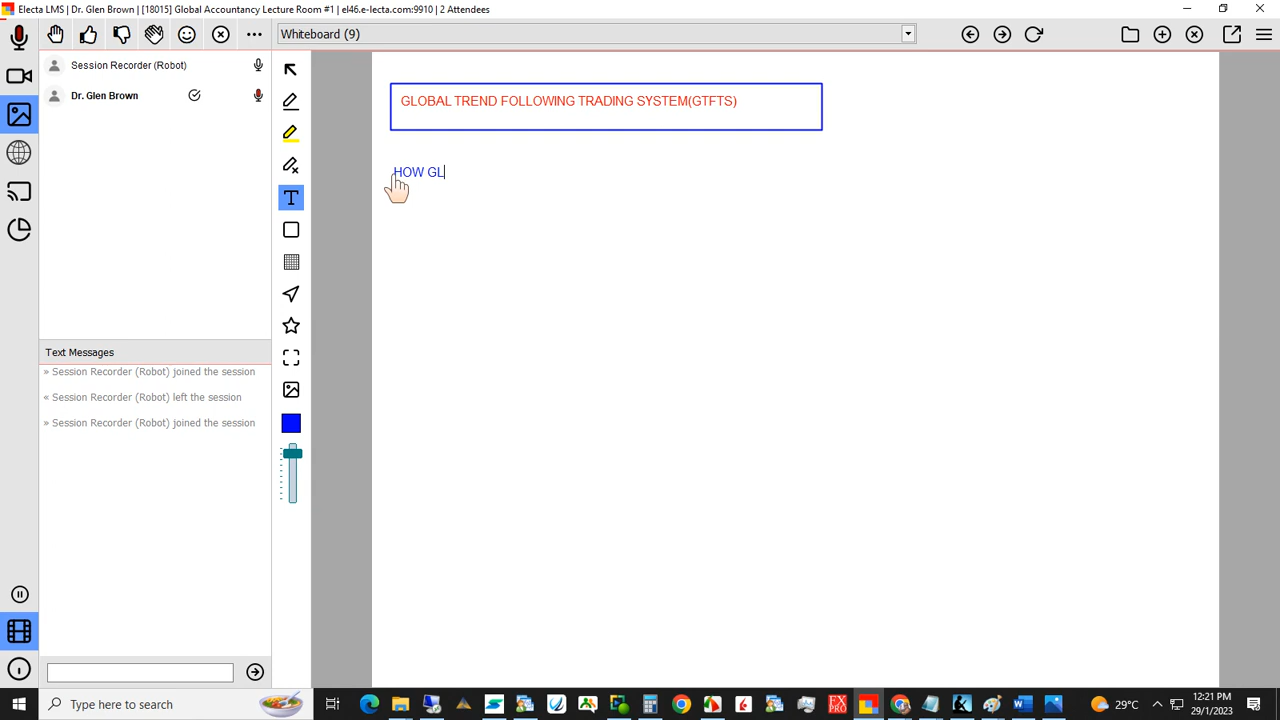 Electa LMS | Dr. Glen Brown | [18015] Global Accountancy Lecture Room #1 | el46.e-lecta.com:9910 | 2 Attendees
Whiteboard (9)
Session Recorder (Robot)
Dr. Glen Brown
GLOBAL TREND FOLLOWING TRADING SYSTEM(GTFTS)
HOW GL
T
Text Messages
» Session Recorder (Robot) joined the session
« Session Recorder (Robot) left the session
» Session Recorder (Robot) joined the session
Type here to search
FX
PRO
29°C
12:21 PM
29/1/2023